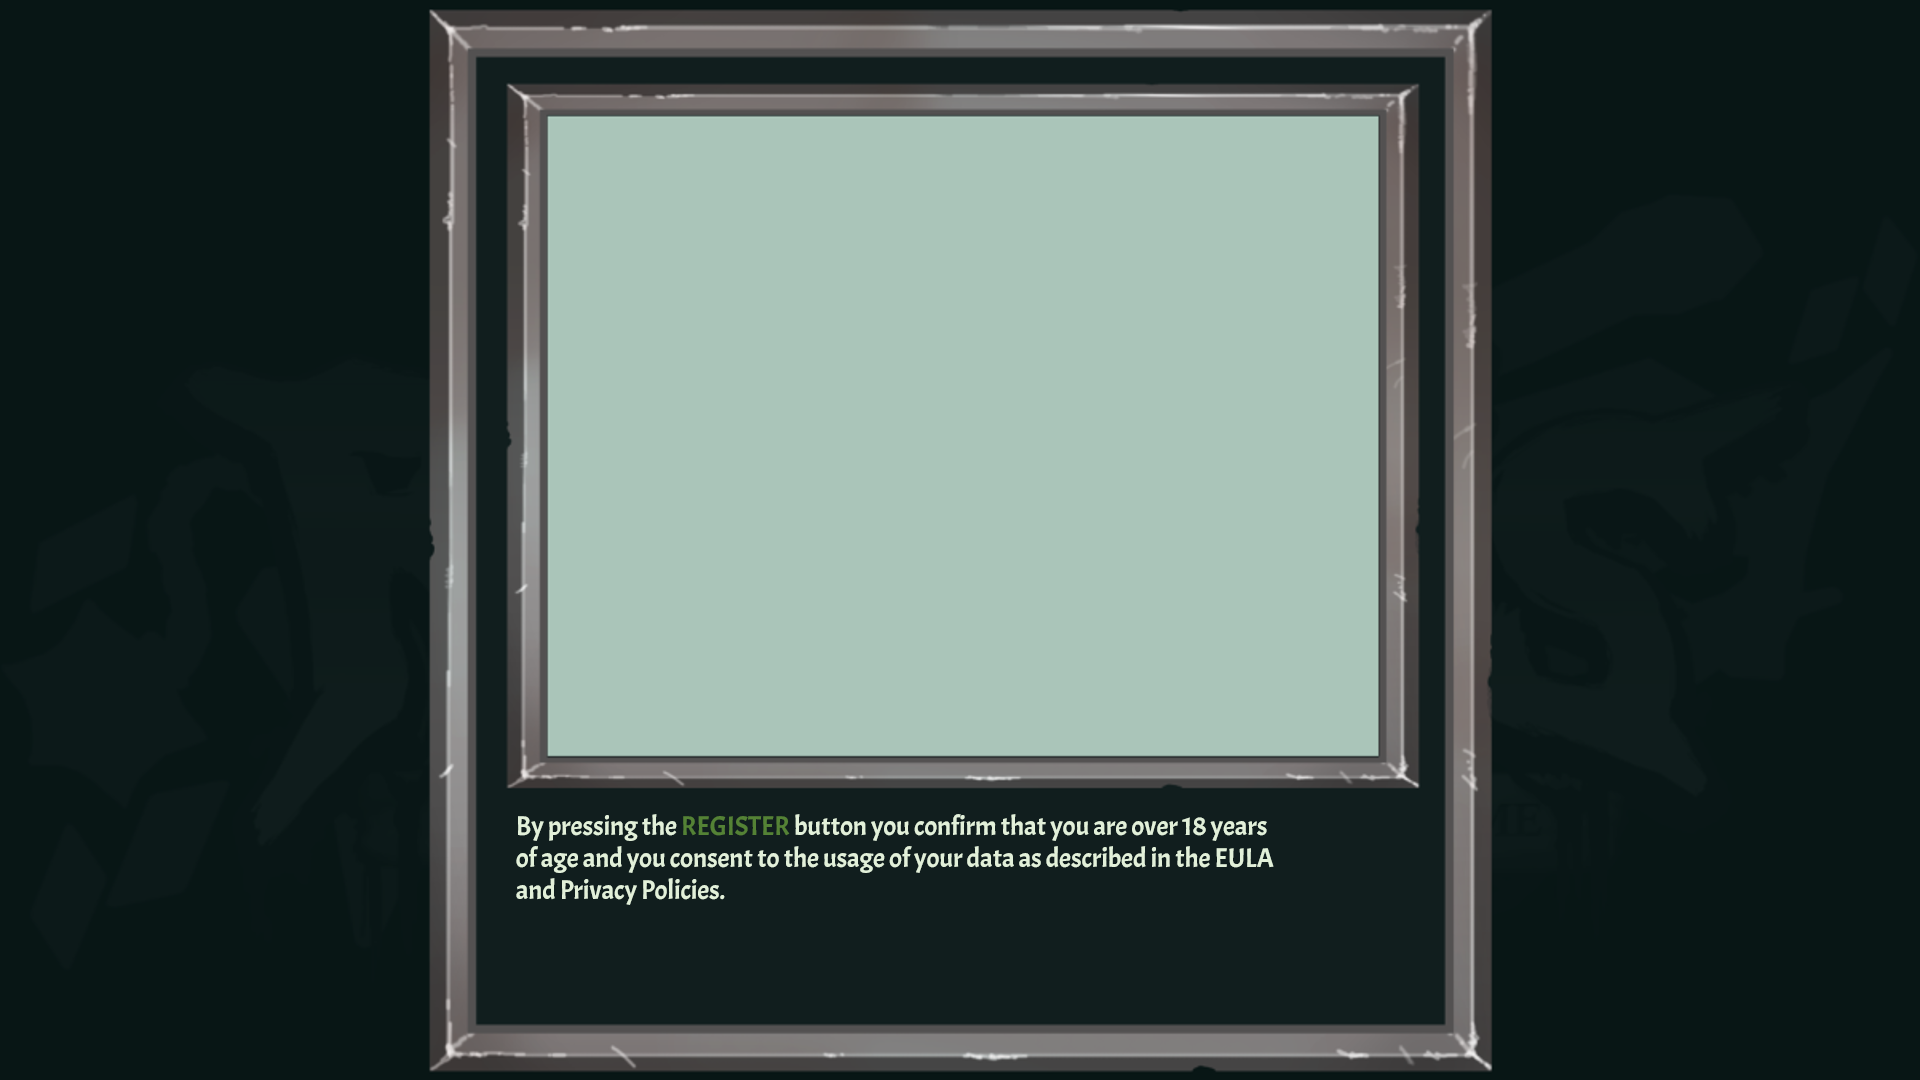 By pressing the REGISTER button you confirm that you are over 18 years
of age and you consent to the usage of your data as described in the EULA
and Privacy Policies.